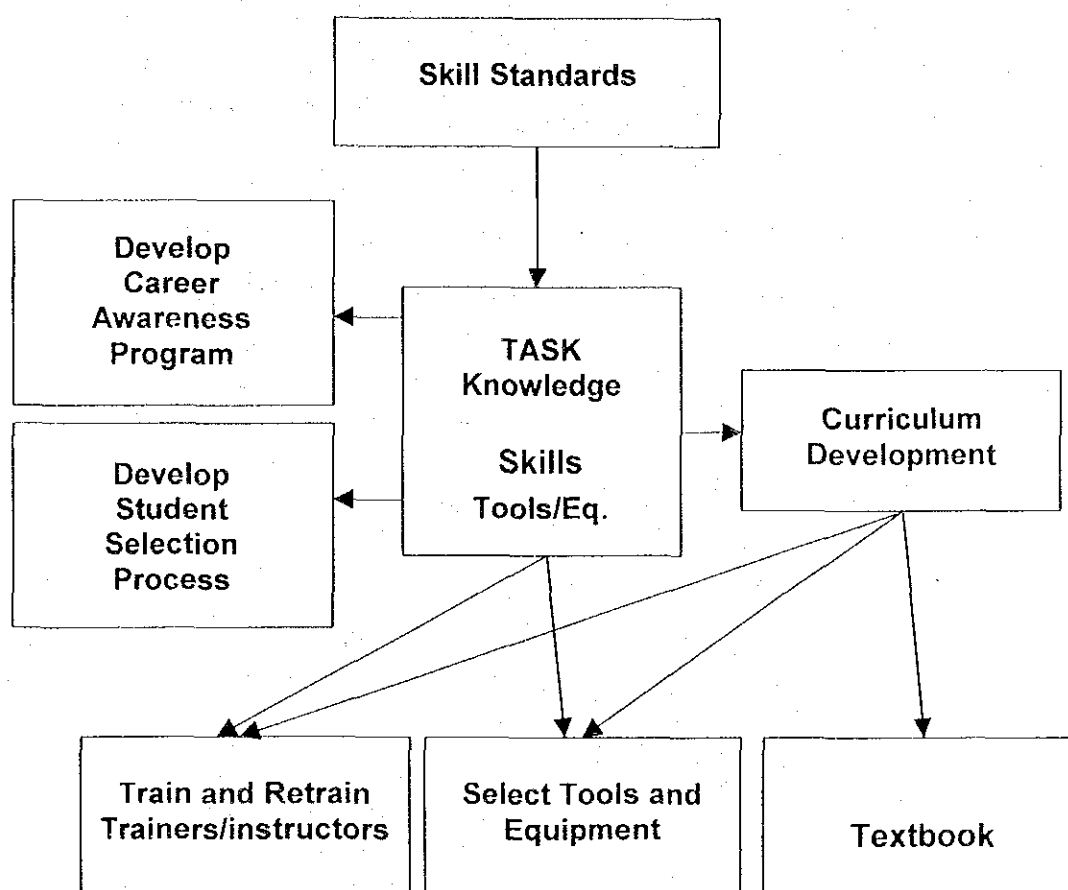 Skill Standards
Develop
Career
Awareness
Program
TASK
Knowledge
Skills
Tools/Eq.
Curriculum
Development
Develop
Student
Selection
Process
Train and Retrain
Trainers/instructors
Select Tools and
Equipment
Textbook